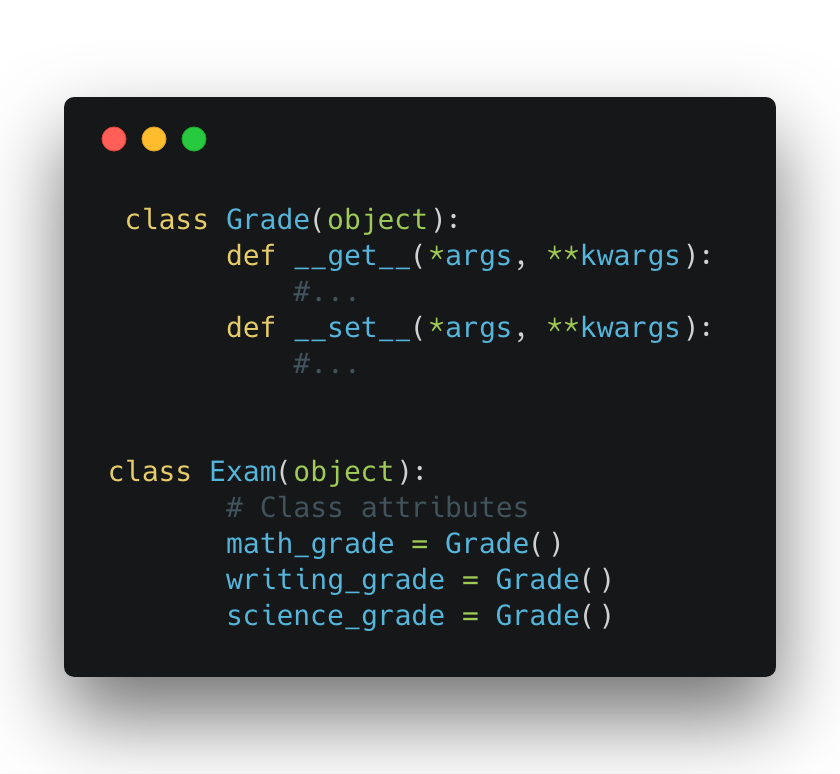 class Grade(object):
def __get__(*args, **kwargs):
#...
def __set__(*args, **kwargs):
#...
class Exam(object):
# Class attributes
math_grade = Grade()
writing_grade = Grade()
science_grade = Grade()